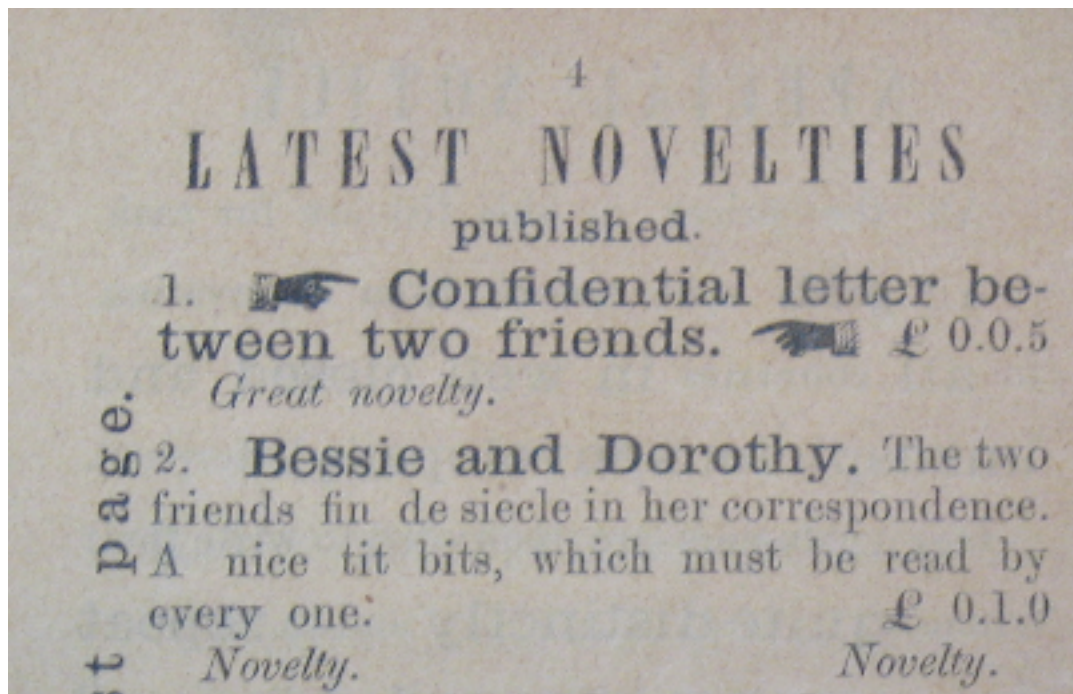 4
LATEST NOVELTIES
published.
1. Confidential letter be-
tween two friends. £ 0.0.5
Great novelty.
2. Bessie and Dorothy. The two
friends fin de siecle in her correspondence.
A nice tit bits, which must be read by
every one. £ 0.1.0
Novelty. Novelty.
page.